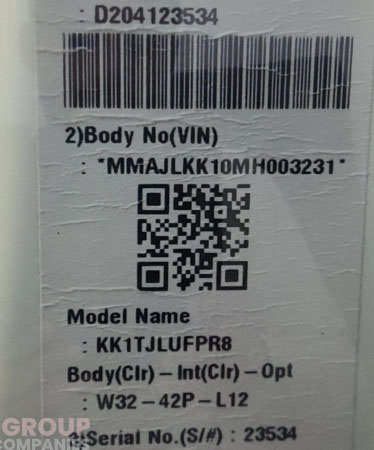 : D204123534
2)Body No(VIN)
: *MMAJLKK10MH003231*
Model Name
: KK1TJLUFPR8
Body(Clr)-Int(Clr)-Opt
: W32-42P-L12
3)Serial No.(S/#) : 23534
GROUP
COMPANIES